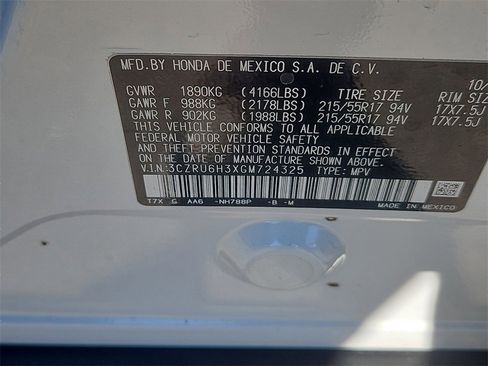 MFD.BY HONDA DE MEXICO S.A. DE C.V.
10/
GVWR 1890KG (4166LBS) TIRE SIZE RIM SIZE
GAWR F 988KG (2178LBS) 215/55R17 94V 17X7.5J
GAWR R 902KG (1988LBS) 215/55R17 94V 17X7.5J
THIS VEHICLE CONFORMS TO ALL APPLICABLE
FEDERAL MOTOR VEHICLE SAFETY AND THEFT
PREVENTION STANDARDS IN EFFECT ON THE
DATE OF MANUFACTURE SHOWN ABOVE.
V.I.N:3CZRU6H3XGM724325 TYPE: MPV
T7X G AA6 -NH788P -B -M
MADE IN MEXICO